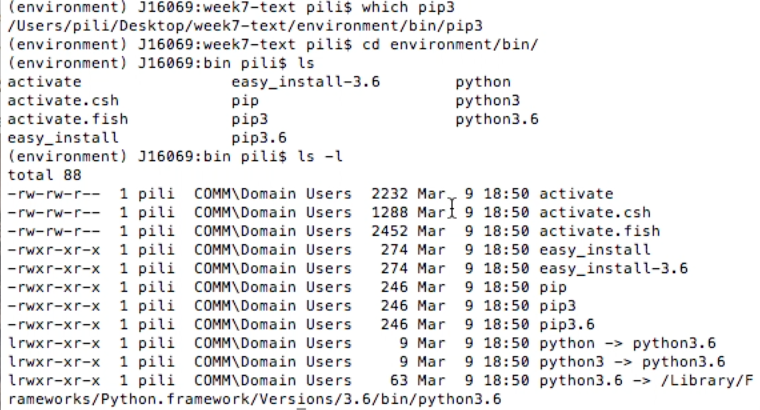 (environment) J16069:week7-text pili$ which pip3
/Users/pili/Desktop/week7-text/environment/bin/pip3
(environment) J16069:week7-text pili$ cd environment/bin/
(environment) J16069:bin pili$ ls
activate easy_install-3.6 python
activate.csh pip python3
activate.fish pip3 python3.6
easy_install pip3.6
(environment) J16069:bin pili$ ls -l
total 88
-rw-rw-r-- 1 pili COMM\Domain Users 2232 Mar 9 18:50 activate
-rw-rw-r-- 1 pili COMM\Domain Users 1288 Mar 9 18:50 activate.csh
-rw-rw-r-- 1 pili COMM\Domain Users 2452 Mar 9 18:50 activate.fish
-rwxr-xr-x 1 pili COMM\Domain Users 274 Mar 9 18:50 easy_install
-rwxr-xr-x 1 pili COMM\Domain Users 274 Mar 9 18:50 easy_install-3.6
-rwxr-xr-x 1 pili COMM\Domain Users 246 Mar 9 18:50 pip
-rwxr-xr-x 1 pili COMM\Domain Users 246 Mar 9 18:50 pip3
-rwxr-xr-x 1 pili COMM\Domain Users 246 Mar 9 18:50 pip3.6
lrwxr-xr-x 1 pili COMM\Domain Users 9 Mar 9 18:50 python -> python3.6
lrwxr-xr-x 1 pili COMM\Domain Users 9 Mar 9 18:50 python3 -> python3.6
lrwxr-xr-x 1 pili COMM\Domain Users 63 Mar 9 18:50 python3.6 -> /Library/F
rameworks/Python.framework/Versions/3.6/bin/python3.6